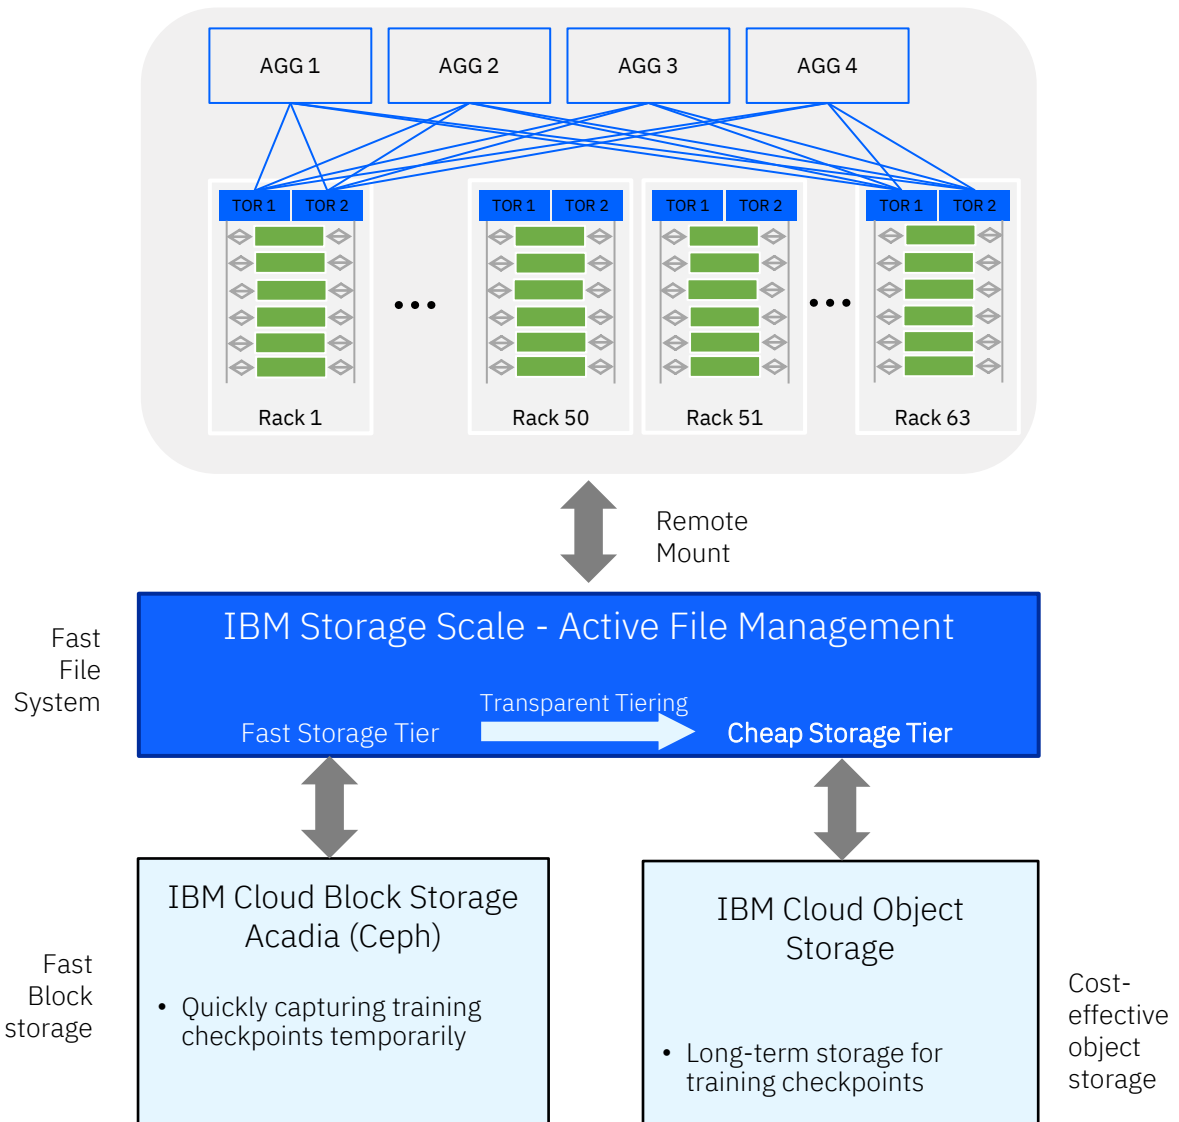 AGG 1
AGG 2
AGG 3
AGG 4
TOR 1
TOR 2
TOR 1
TOR 2
TOR 1
TOR 2
TOR 1
TOR 2
...
...
Rack 1
Rack 50
Rack 51
Rack 63
Remote
Mount
Fast
File
System
IBM Storage Scale - Active File Management
Transparent Tiering
Fast Storage Tier
Cheap Storage Tier
Fast
Block
storage
IBM Cloud Block Storage
Acadia (Ceph)
• Quickly capturing training
checkpoints temporarily
IBM Cloud Object
Storage
• Long-term storage for
training checkpoints
Cost-
effective
object
storage